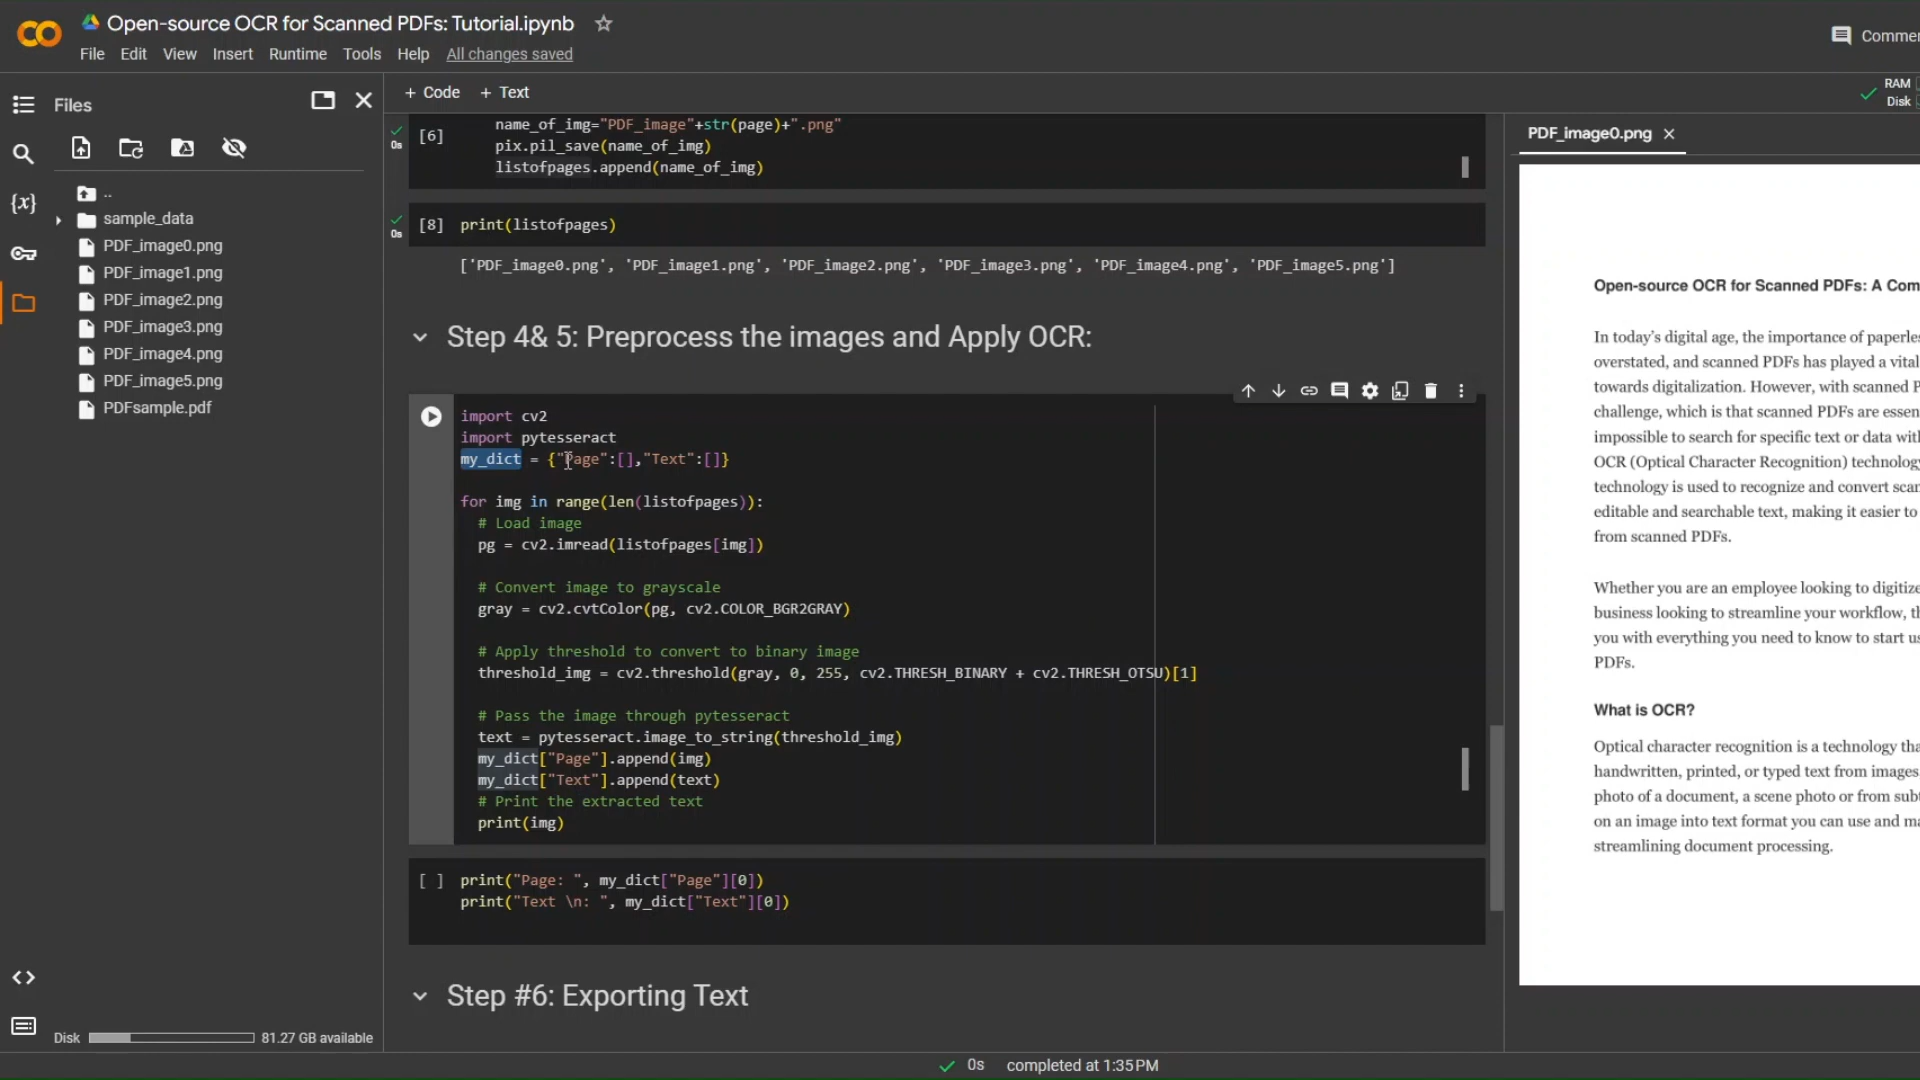 Open-source OCR for Scanned PDFs: Tutorial.ipynb
File Edit View Insert Runtime Tools Help All changes saved
RAM
Disk
Files
+ Code + Text
..
sample_data
PDF_image0.png
PDF_image1.png
PDF_image2.png
PDF_image3.png
PDF_image4.png
PDF_image5.png
PDFsample.pdf
Disk 81.27 GB available
0s
[6]
name_of_img="PDF_image"+str(page)+".png"
pix.pil_save(name_of_img)
listofpages.append(name_of_img)
0s
[8] print(listofpages)
['PDF_image0.png', 'PDF_image1.png', 'PDF_image2.png', 'PDF_image3.png', 'PDF_image4.png', 'PDF_image5.png']
Step 4& 5: Preprocess the images and Apply OCR:
import cv2
import pytesseract
my_dict = {"Page":[],"Text":[]}
for img in range(len(listofpages)):
# Load image
pg = cv2.imread(listofpages[img])
# Convert image to grayscale
gray = cv2.cvtColor(pg, cv2.COLOR_BGR2GRAY)
# Apply threshold to convert to binary image
threshold_img = cv2.threshold(gray, 0, 255, cv2.THRESH_BINARY + cv2.THRESH_OTSU)[1]
# Pass the image through pytesseract
text = pytesseract.image_to_string(threshold_img)
my_dict["Page"].append(img)
my_dict["Text"].append(text)
# Print the extracted text
print(img)
[ ] print("Page: ", my_dict["Page"][0])
print("Text \n: ", my_dict["Text"][0])
Step #6: Exporting Text
0s completed at 1:35 PM
PDF_image0.png
Open-source OCR for Scanned PDFs: A
In today's digital age, the importance of
overstated, and scanned PDFs has played a vital
towards digitalization. However, with scanned
challenge, which is that scanned PDFs are
impossible to search for specific text or data
OCR (Optical Character Recognition)
technology is used to recognize and convert
editable and searchable text, making it easier to
from scanned PDFs.
Whether you are an employee looking to
business looking to streamline your workflow,
you with everything you need to know to start
PDFs.
What is OCR?
Optical character recognition is a technology
handwritten, printed, or typed text from images
photo of a document, a scene photo or from
on an image into text format you can use and
streamlining document processing.